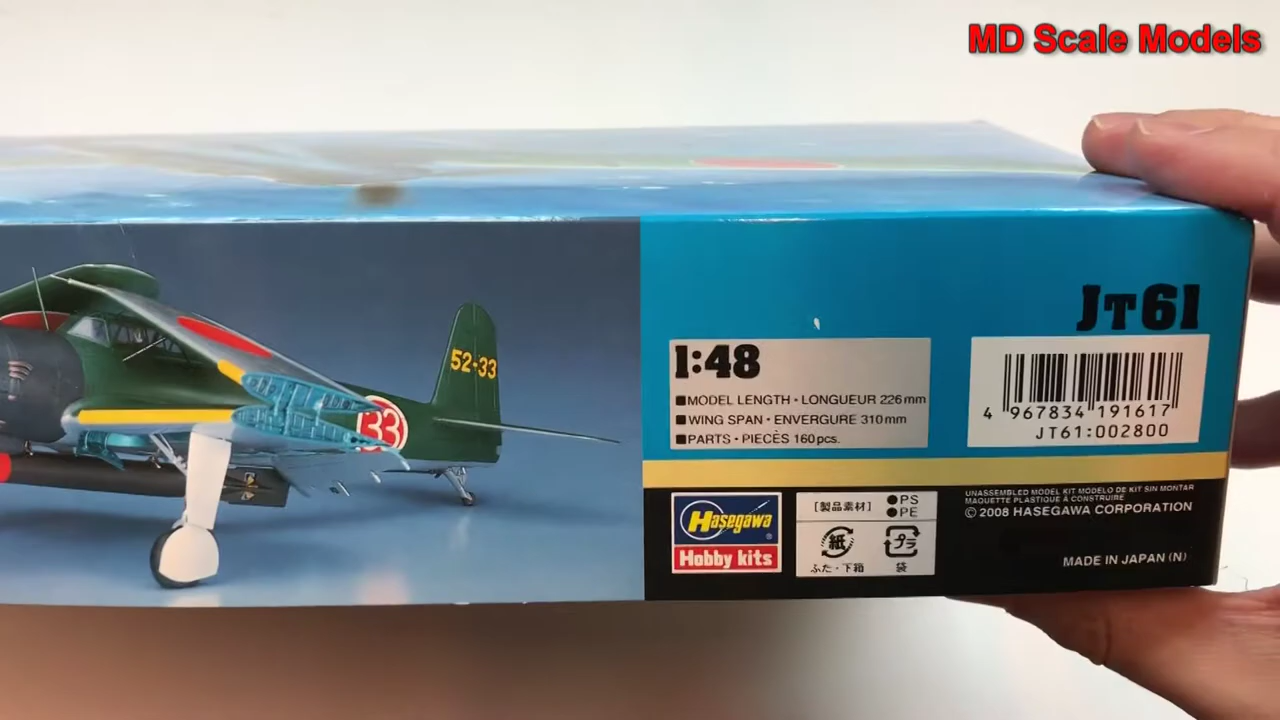 MD Scale Models
52-33
33
JT61
1:48
■MODEL LENGTH・LONGUEUR 226mm
■WING SPAN・ENVERGURE 310mm
■PARTS・PIECÈS 160pcs.
4 967834 191617
JT61:002800
Hasegawa
®
Hobby kits
[製品素材]
●PS
●PE
紙
プラ
ふた・下箱
袋
UNASSEMBLED MODEL KIT MODELO DE KIT SIN MONTAR
MAQUETTE PLASTIQUE À CONSTRUIRE
© 2008 HASEGAWA CORPORATION
MADE IN JAPAN (N)